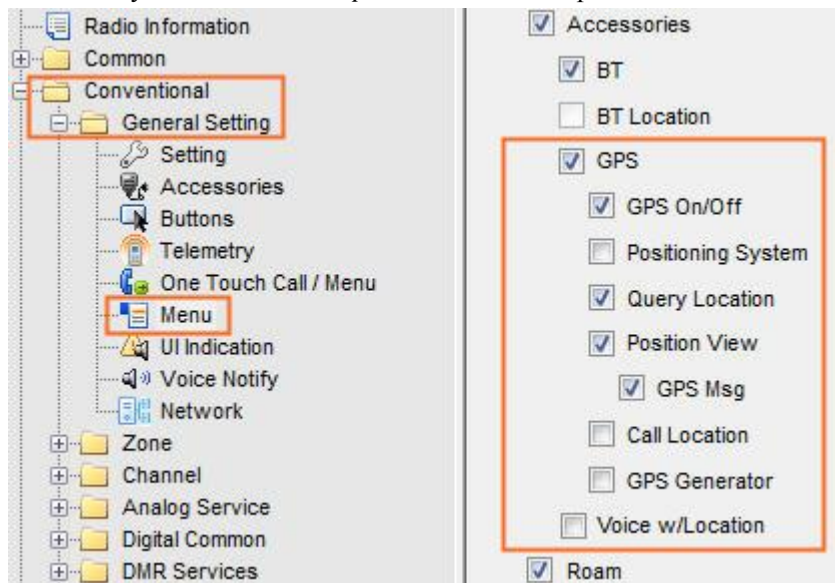 Radio Information
Common
Conventional
General Setting
Setting
Accessories
Buttons
Telemetry
One Touch Call / Menu
Menu
UI Indication
Voice Notify
Network
Zone
Channel
Analog Service
Digital Common
DMR Services
Accessories
BT
BT Location
GPS
GPS On/Off
Positioning System
Query Location
Position View
GPS Msg
Call Location
GPS Generator
Voice w/Location
Roam